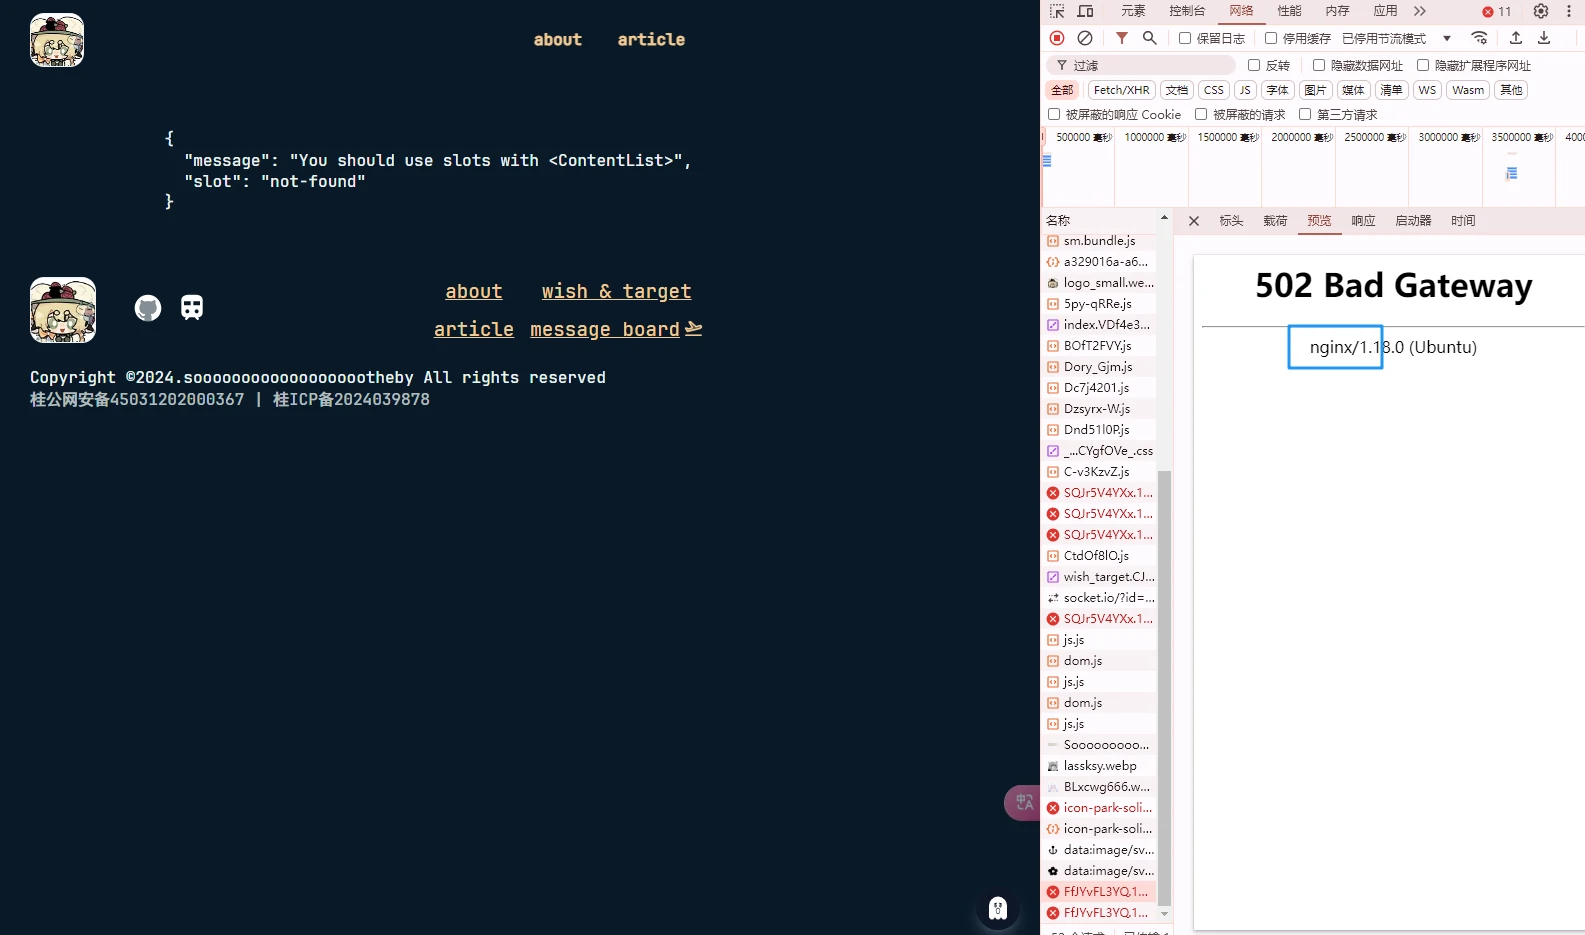 about article
{
"message": "You should use slots with <ContentList>",
"slot": "not-found"
}
about wish & target
article message board
Copyright ©2024.soooooooooooooooooootheby All rights reserved
桂公网安备45031202000367 | 桂ICP备2024039878
元素 控制台 网络 性能 内存 应用 11
保留日志 停用缓存 已停用节流模式
过滤 反转 隐藏数据网址 隐藏扩展程序网址
全部 Fetch/XHR 文档 CSS JS 字体 图片 媒体 清单 WS Wasm 其他
被屏蔽的响应 Cookie 被屏蔽的请求 第三方请求
500000 毫秒 1000000 毫秒 1500000 毫秒 2000000 毫秒 2500000 毫秒 3000000 毫秒 3500000 毫秒 4000
名称
sm.bundle.js
a329016a-a6...
logo_small.we...
5py-qRRe.js
index.VDf4e3...
BOfT2FVY.js
Dory_Gjm.js
Dc7j4201.js
Dzsyrx-W.js
Dnd51l0P.js
_...CYgfOVe_.css
C-v3KzvZ.js
SQJr5V4YXx.1...
SQJr5V4YXx.1...
SQJr5V4YXx.1...
CtdOf8lO.js
wish_target.CJ...
socket.io/?id=...
SQJr5V4YXx.1...
js.js
dom.js
js.js
dom.js
js.js
Sooooooooo...
lassksy.webp
BLxcwg666.w...
icon-park-soli...
icon-park-soli...
data:image/sv...
data:image/sv...
FfJYvFL3YQ.1...
FfJYvFL3YQ.1...
标头 载荷 预览 响应 启动器 时间
502 Bad Gateway
nginx/1.18.0 (Ubuntu)